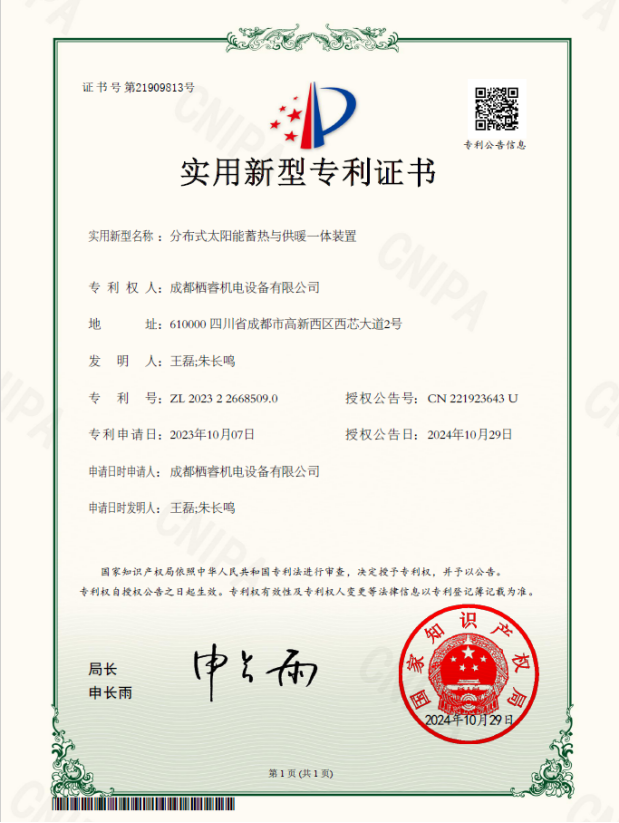 证书号第21909813号
专利公告信息
实用新型专利证书
实用新型名称：分布式太阳能蓄热与供暖一体装置
专利权人：成都栖睿机电设备有限公司
地址：610000 四川省成都市高新西区西芯大道2号
发明人：王磊;朱长鸣
专利号：ZL 2023 2 2668509.0 授权公告号：CN 221923643 U
专利申请日：2023年10月07日 授权公告日：2024年10月29日
申请日时申请人：成都栖睿机电设备有限公司
申请日时发明人：王磊;朱长鸣
国家知识产权局依照中华人民共和国专利法进行审查，决定授予专利权，并予以公告。
专利权自授权公告之日起生效。专利权有效性及专利权人变更等法律信息以专利登记簿记载为准。
局长
申长雨
申长雨
国家知识产权局
2024年10月29日
第1页(共1页)
CNIPA
CNIPA
CNIPA
CNIPA
CNIPA
CNIPA